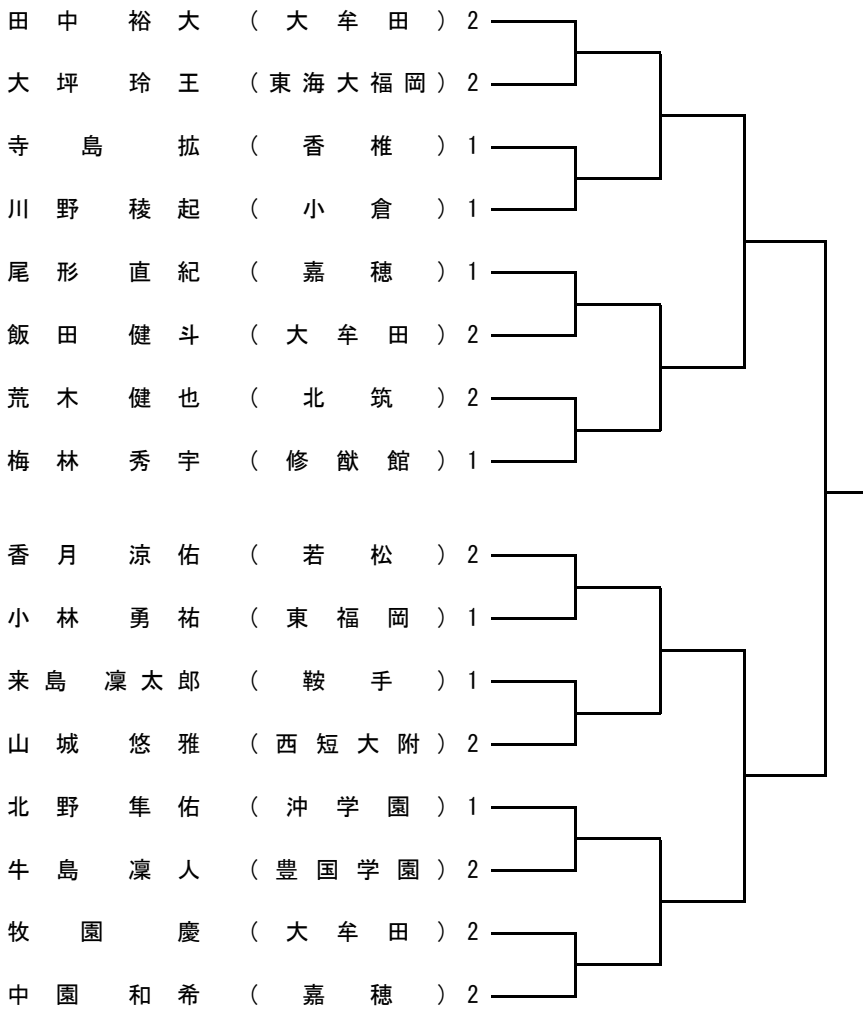 田中 裕大 (大牟田) 2
大坪 玲王 (東海大福岡) 2
寺島 拡 (香椎) 1
川野 稜起 (小倉) 1
尾形 直紀 (嘉穂) 1
飯田 健斗 (大牟田) 2
荒木 健也 (北筑) 2
梅林 秀宇 (修猷館) 1
香月 涼佑 (若松) 2
小林 勇祐 (東福岡) 1
来島 凜太郎 (鞍手) 1
山城 悠雅 (西短大附) 2
北野 隼佑 (沖学園) 1
牛島 凜人 (豊国学園) 2
牧園 慶 (大牟田) 2
中園 和希 (嘉穂) 2